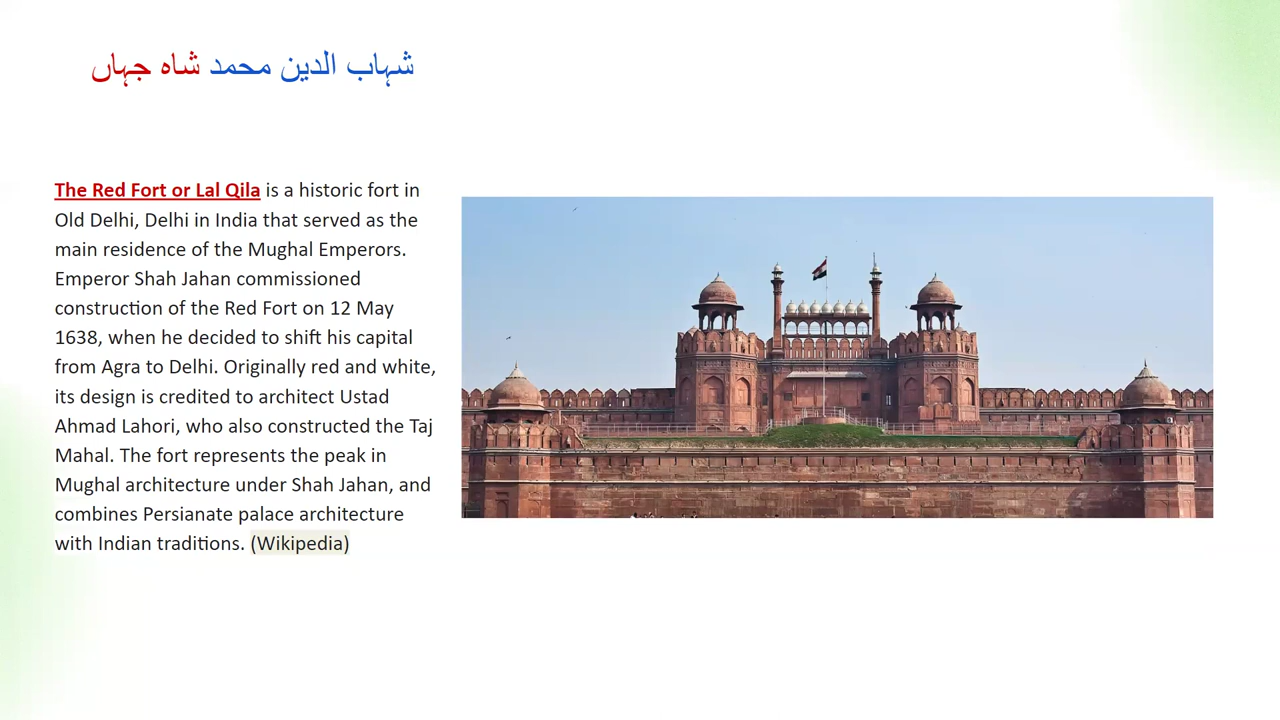 شہاب الدین محمد شاہ جہاں
The Red Fort or Lal Qila is a historic fort in
Old Delhi, Delhi in India that served as the
main residence of the Mughal Emperors.
Emperor Shah Jahan commissioned
construction of the Red Fort on 12 May
1638, when he decided to shift his capital
from Agra to Delhi. Originally red and white,
its design is credited to architect Ustad
Ahmad Lahori, who also constructed the Taj
Mahal. The fort represents the peak in
Mughal architecture under Shah Jahan, and
combines Persianate palace architecture
with Indian traditions. (Wikipedia)